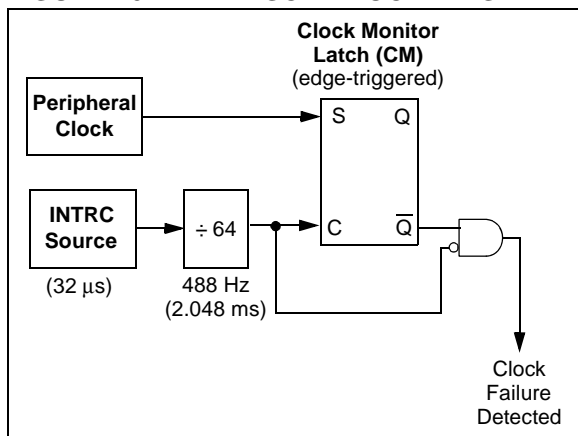 Clock Monitor
Latch (CM)
(edge-triggered)
Peripheral
Clock
S Q
INTRC
Source
÷ 64
C Q
(32 μs)
488 Hz
(2.048 ms)
Clock
Failure
Detected